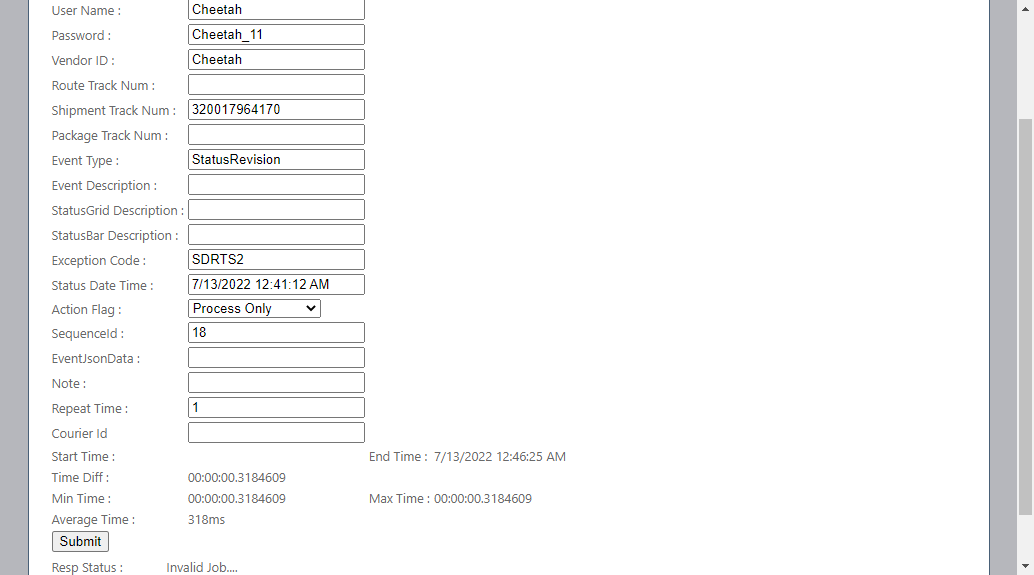 User Name : Cheetah
Password : Cheetah_11
Vendor ID : Cheetah
Route Track Num :
Shipment Track Num : 320017964170
Package Track Num :
Event Type : StatusRevision
Event Description :
StatusGrid Description :
StatusBar Description :
Exception Code : SDRTS2
Status Date Time : 7/13/2022 12:41:12 AM
Action Flag : Process Only
SequenceId : 18
EventJsonData :
Note :
Repeat Time : 1
Courier Id
Start Time : End Time : 7/13/2022 12:46:25 AM
Time Diff : 00:00:00.3184609
Min Time : 00:00:00.3184609 Max Time : 00:00:00.3184609
Average Time : 318ms
Submit
Resp Status : Invalid Job....